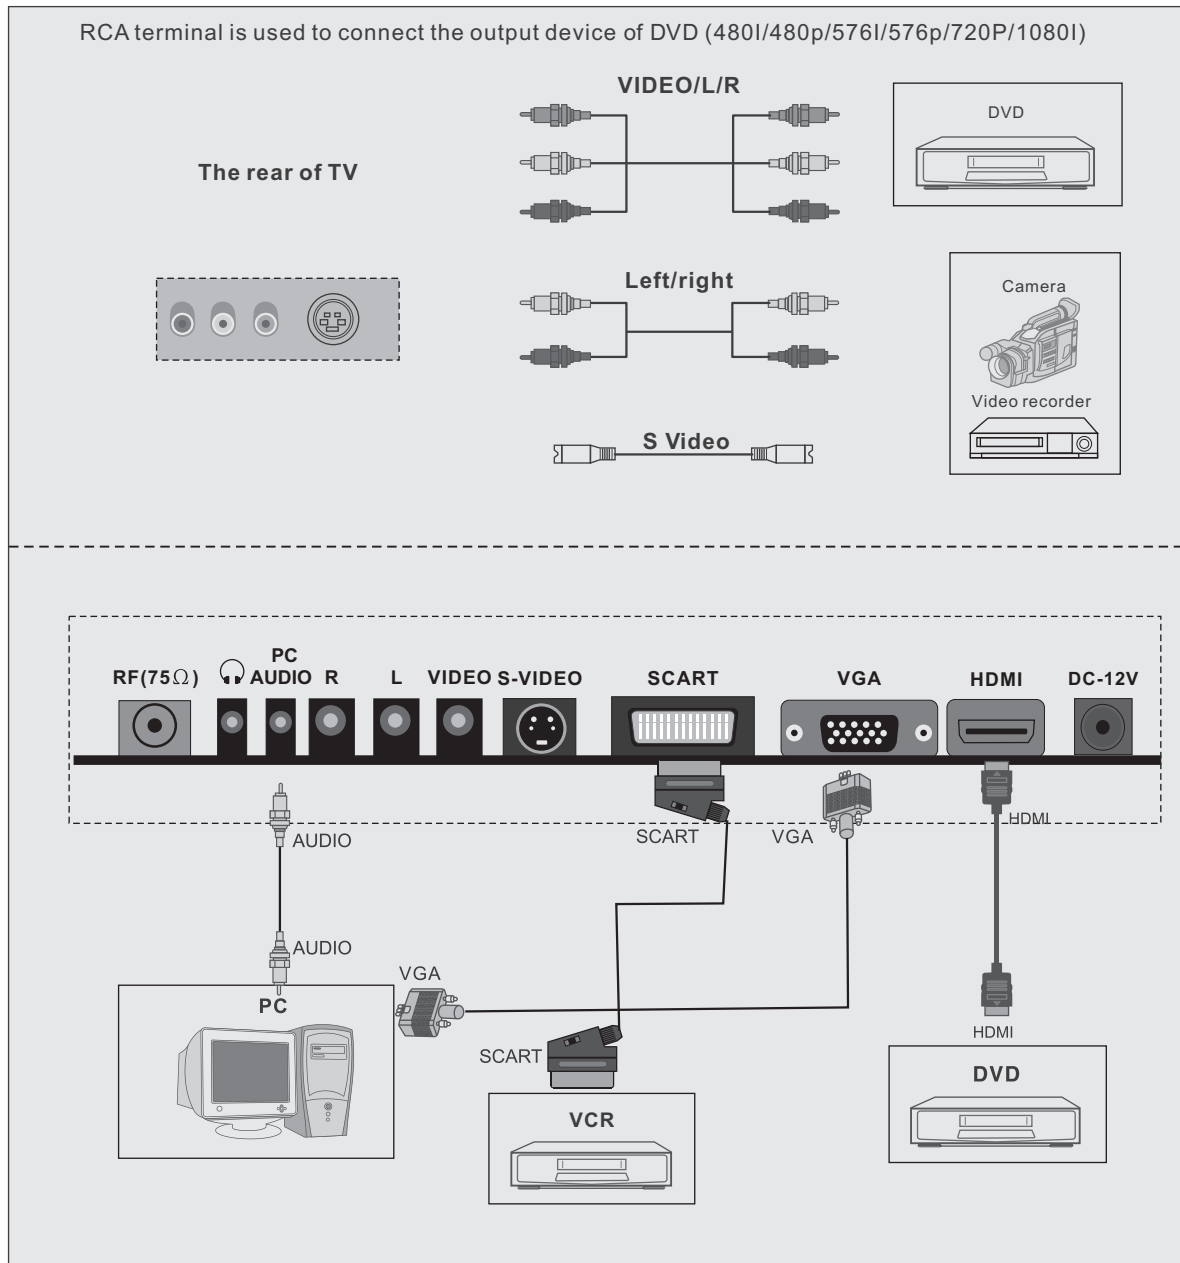 RCA terminal is used to connect the output device of DVD (480I/480p/576I/576p/720P/1080I)
VIDEO/L/R
DVD
The rear of TV
Left/right
Camera
Video recorder
S Video
RF(75Ω)
PC
AUDIO
R
L
VIDEO
S-VIDEO
SCART
VGA
HDMI
DC-12V
AUDIO
SCART
VGA
HDMI
AUDIO
VGA
PC
SCART
HDMI
DVD
VCR